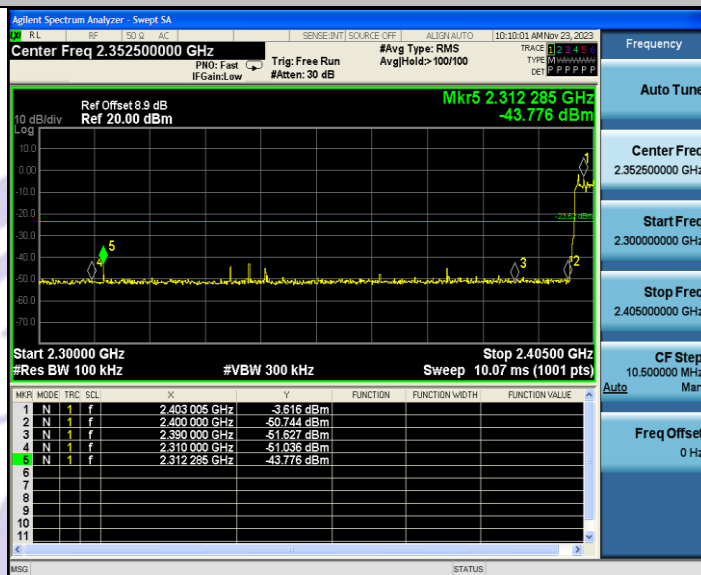 Agilent Spectrum Analyzer - Swept SA
RL RF 50 Ω AC SENSE:INT SOURCE OFF ALIGN AUTO 10:10:01 AM Nov 23, 2023
Center Freq 2.352500000 GHz
PNO: Fast
IFGain:Low
Trig: Free Run
#Atten: 30 dB
#Avg Type: RMS
Avg|Hold:>100/100
TRACE 1 2 3 4 5 6
TYPE M
DET P P P P P P
Mkr5 2.312 285 GHz
-43.776 dBm
Ref Offset 8.9 dB
10 dB/div Ref 20.00 dBm
Log
10.0
0.00
-10.0
-20.0
-30.0
-40.0
-50.0
-60.0
-70.0
1
-23.62 dBm
5
4
3
2
Start 2.30000 GHz Stop 2.40500 GHz
#Res BW 100 kHz #VBW 300 kHz Sweep 10.07 ms (1001 pts)
MKR MODE TRC SCL X Y FUNCTION FUNCTION WIDTH FUNCTION VALUE
1 N 1 f 2.403 005 GHz -3.616 dBm
2 N 1 f 2.400 000 GHz -50.744 dBm
3 N 1 f 2.390 000 GHz -51.627 dBm
4 N 1 f 2.310 000 GHz -51.036 dBm
5 N 1 f 2.312 285 GHz -43.776 dBm
6
7
8
9
10
11
MSG STATUS
Frequency
Auto Tune
Center Freq
2.352500000 GHz
Start Freq
2.300000000 GHz
Stop Freq
2.405000000 GHz
CF Step
10.500000 MHz
Auto Man
Freq Offset
0 Hz